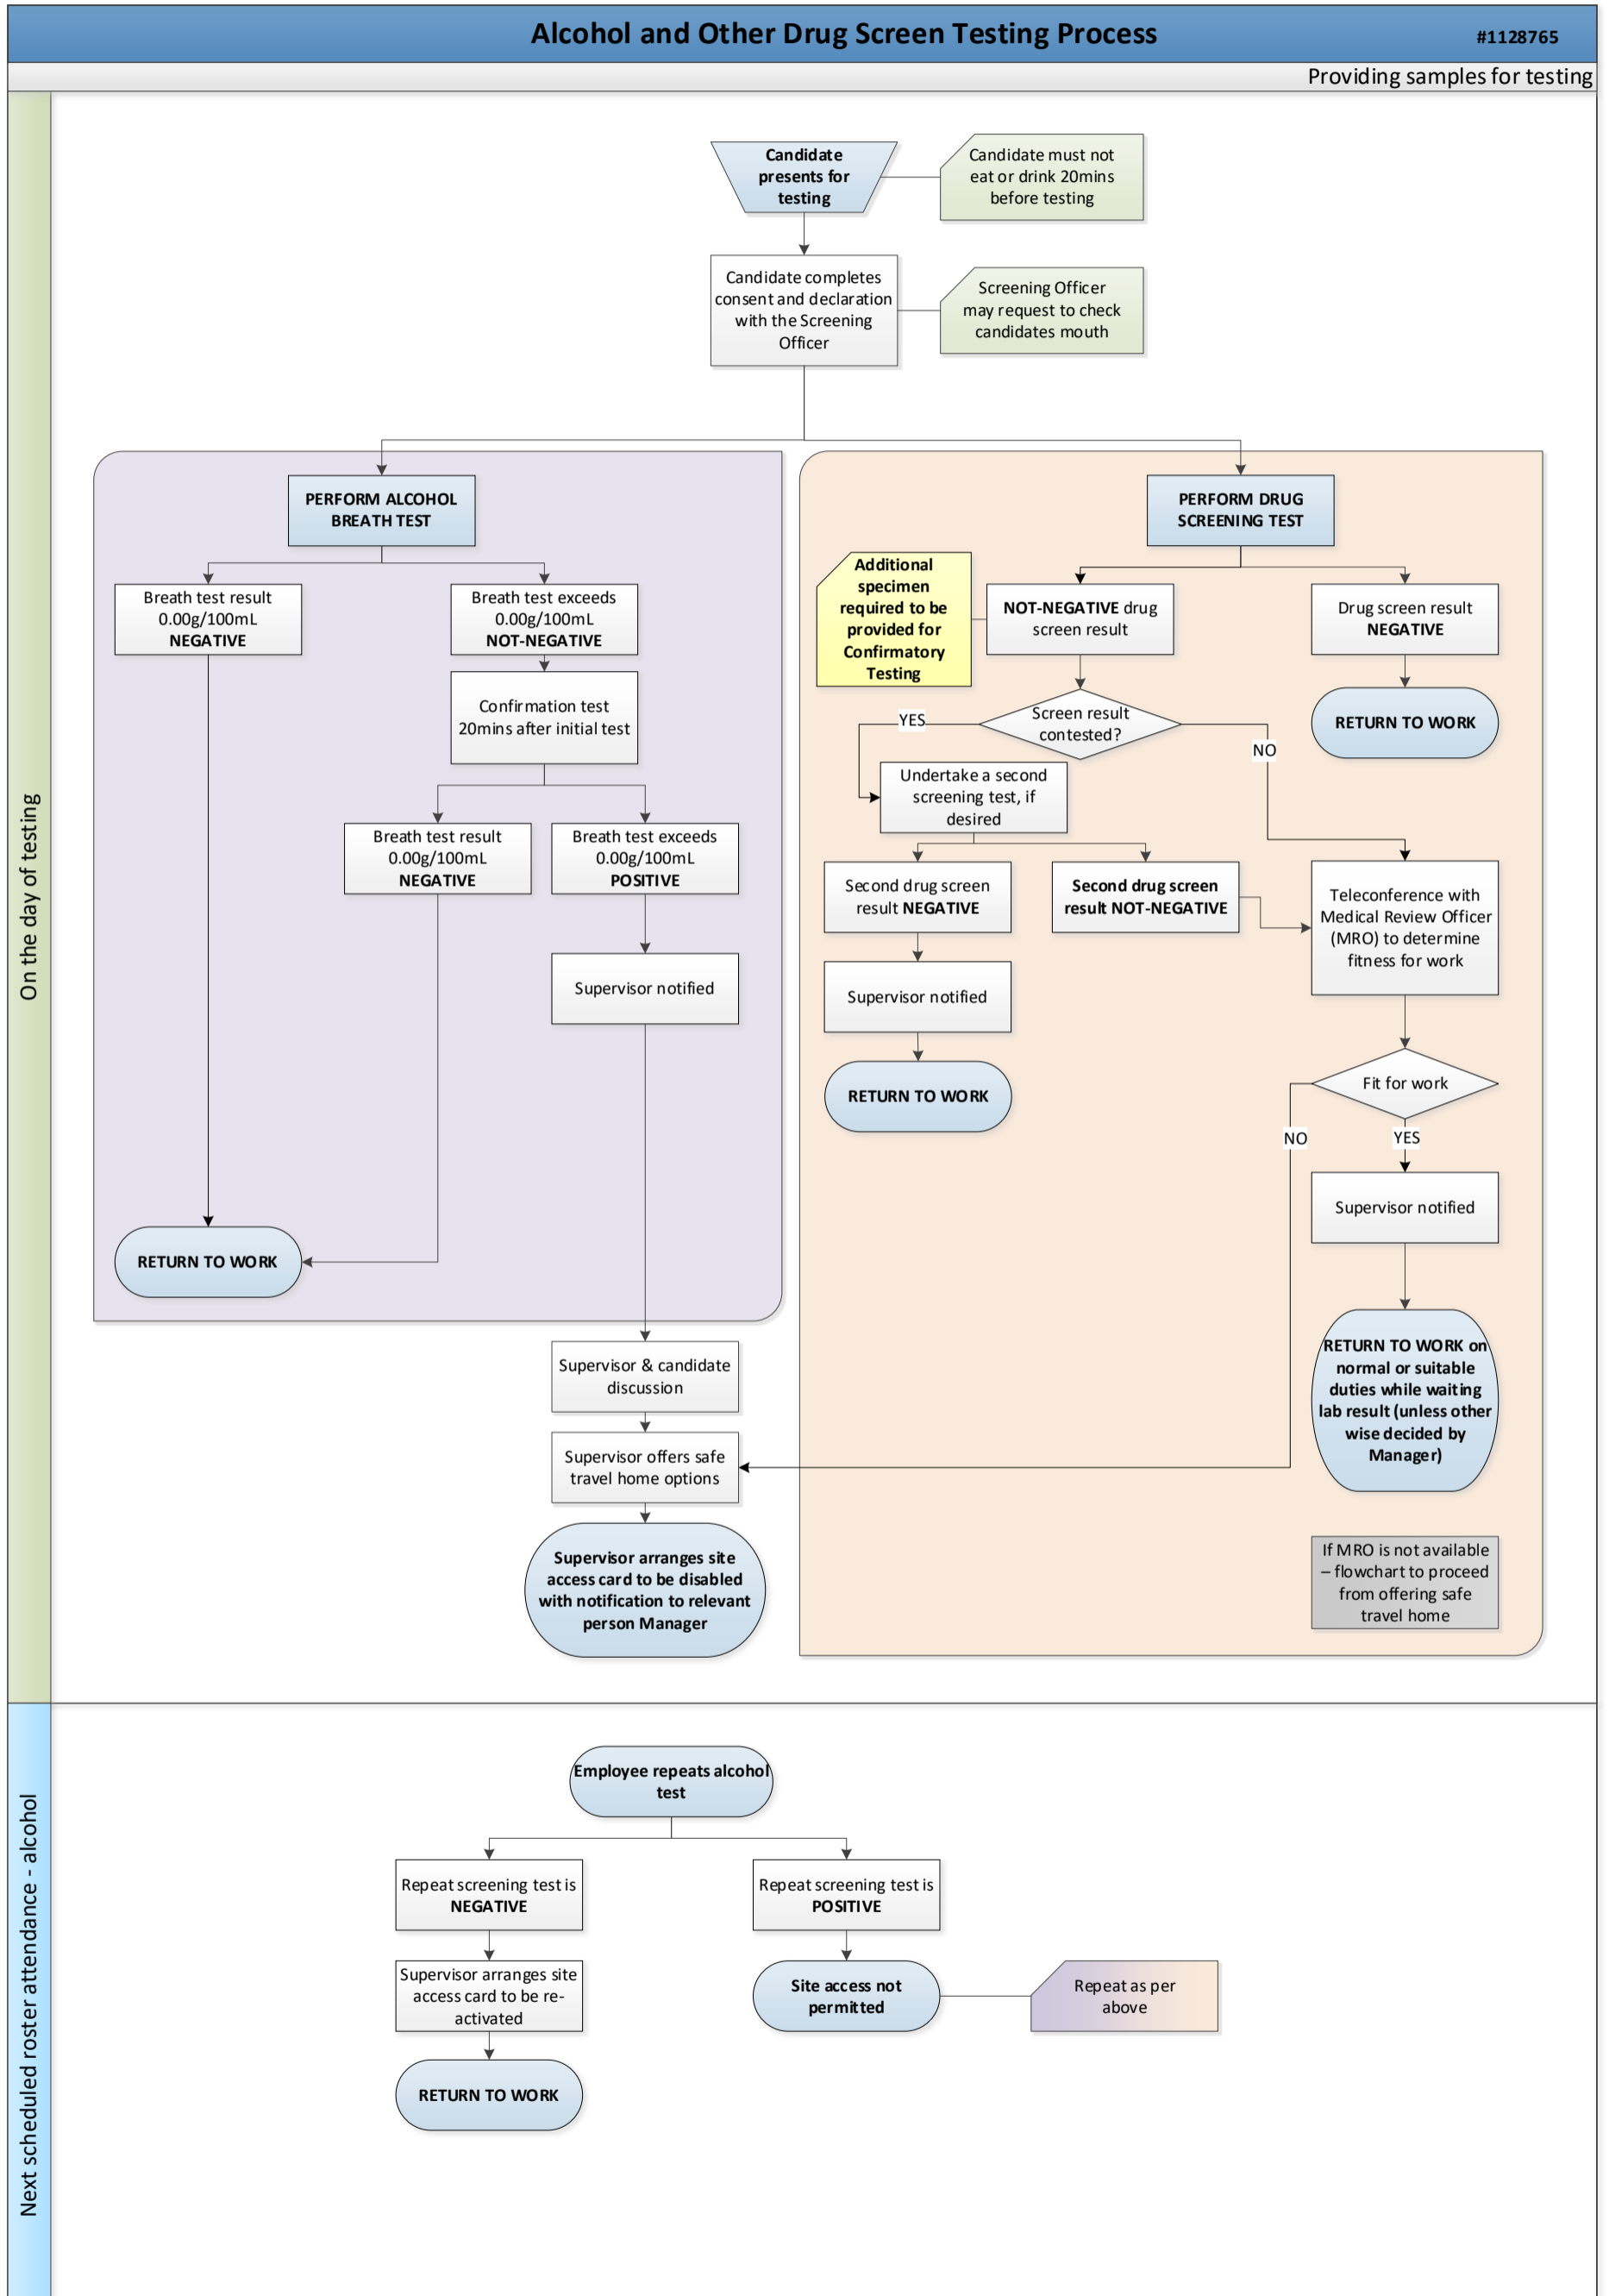 Alcohol and Other Drug Screen Testing Process
#1128765
Providing samples for testing
On the day of testing
Candidate
presents for
testing
Candidate must not
eat or drink 20mins
before testing
Candidate completes
consent and declaration
with the Screening
Officer
Screening Officer
may request to check
candidates mouth
PERFORM ALCOHOL
BREATH TEST
Breath test result
0.00g/100mL
NEGATIVE
Breath test exceeds
0.00g/100mL
NOT-NEGATIVE
Confirmation test
20mins after initial test
Breath test result
0.00g/100mL
NEGATIVE
Breath test exceeds
0.00g/100mL
POSITIVE
Supervisor notified
RETURN TO WORK
Supervisor & candidate
discussion
Supervisor offers safe
travel home options
Supervisor arranges site
access card to be disabled
with notification to relevant
person Manager
PERFORM DRUG
SCREENING TEST
Additional
specimen
required to be
provided for
Confirmatory
Testing
NOT-NEGATIVE drug
screen result
Drug screen result
NEGATIVE
RETURN TO WORK
Screen result
contested?
YES
NO
Undertake a second
screening test, if
desired
Second drug screen
result NEGATIVE
Second drug screen
result NOT-NEGATIVE
Teleconference with
Medical Review Officer
(MRO) to determine
fitness for work
Supervisor notified
RETURN TO WORK
Fit for work
NO
YES
Supervisor notified
RETURN TO WORK on
normal or suitable
duties while waiting
lab result (unless other
wise decided by
Manager)
If MRO is not available
– flowchart to proceed
from offering safe
travel home
Next scheduled roster attendance - alcohol
Employee repeats alcohol
test
Repeat screening test is
NEGATIVE
Repeat screening test is
POSITIVE
Supervisor arranges site
access card to be re-
activated
Site access not
permitted
Repeat as per
above
RETURN TO WORK